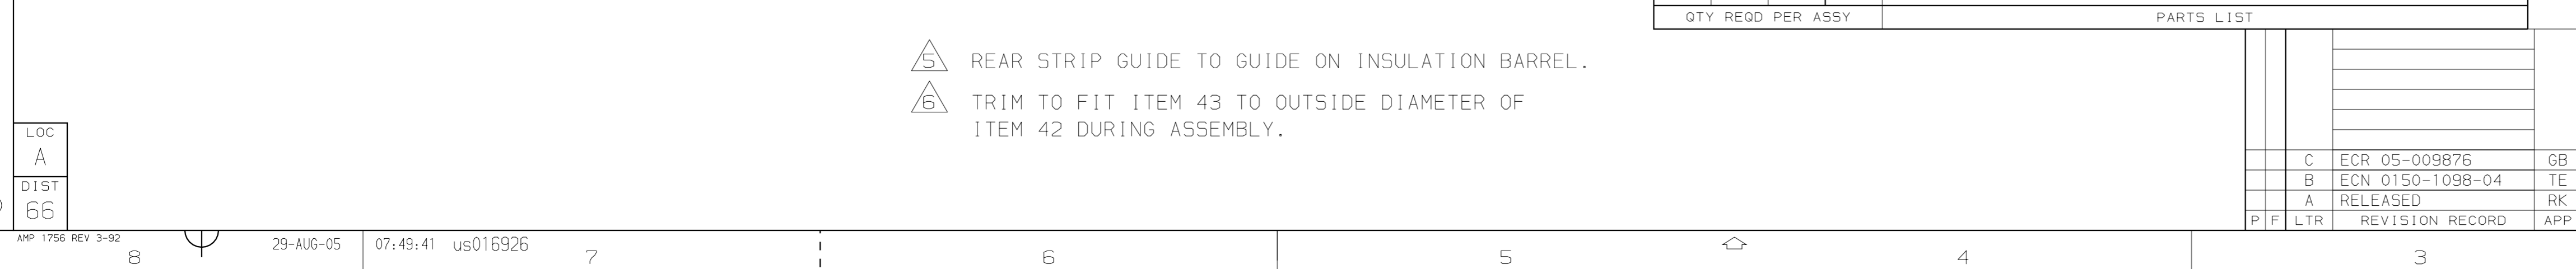 QTY REQD PER ASSY PARTS LIST
5 REAR STRIP GUIDE TO GUIDE ON INSULATION BARREL.
6 TRIM TO FIT ITEM 43 TO OUTSIDE DIAMETER OF
ITEM 42 DURING ASSEMBLY.
LOC
A
DIST
66
C ECR 05-009876 GB
B ECN 0150-1098-04 TE
A RELEASED RK
P F LTR REVISION RECORD APP
AMP 1756 REV 3-92
29-AUG-05 07:49:41 us016926
8 7 6 5 4 3